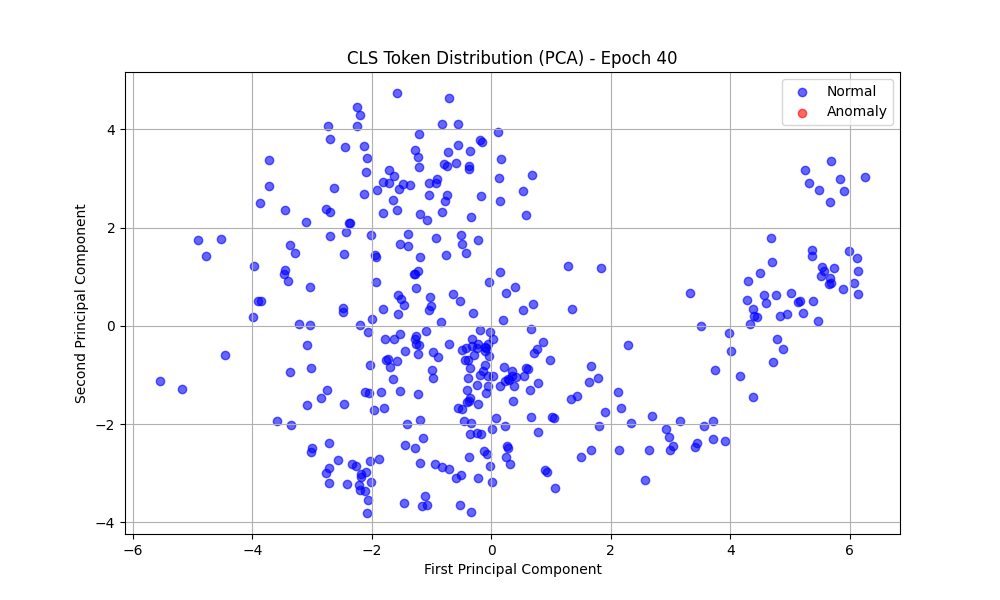 CLS Token Distribution (PCA) - Epoch 40
Normal
Anomaly
Second Principal Component
4
2
0
−2
−4
−6 −4 −2 0 2 4 6
First Principal Component